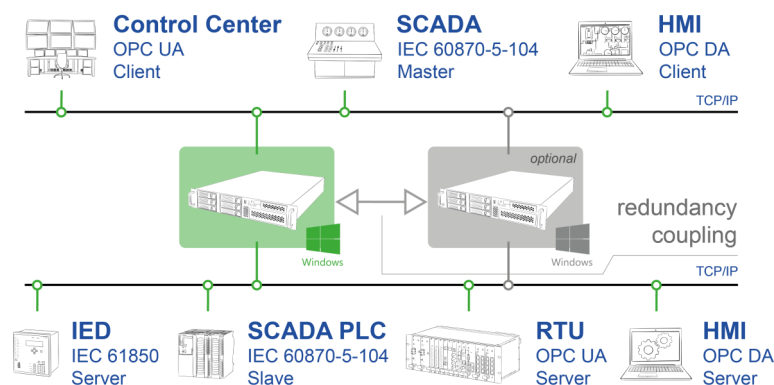 Control Center
OPC UA
Client
SCADA
IEC 60870-5-104
Master
HMI
OPC DA
Client
TCP/IP
optional
Windows
Windows
redundancy
coupling
TCP/IP
IED
IEC 61850
Server
SCADA PLC
IEC 60870-5-104
Slave
RTU
OPC UA
Server
HMI
OPC DA
Server